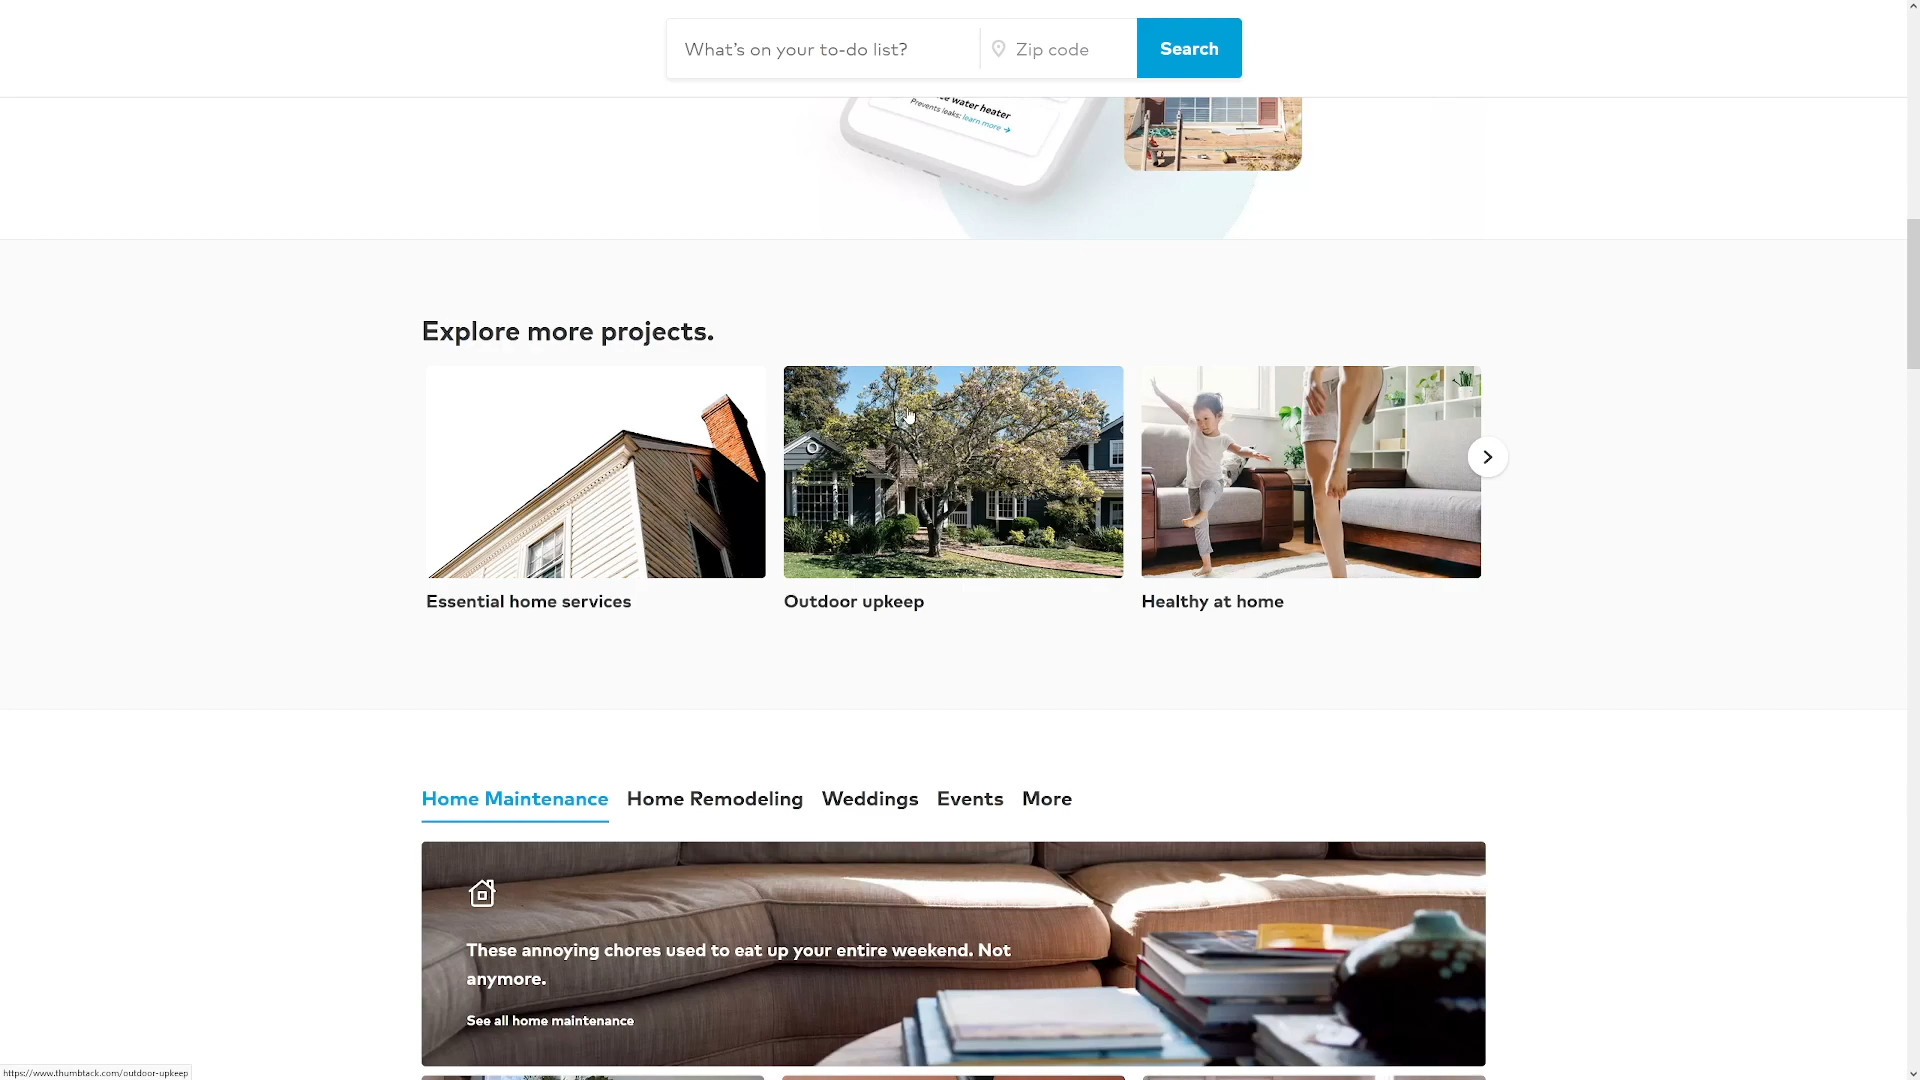 What's on your to-do list?
Zip code
Search
water heater
Prevents leaks: learn more →
Explore more projects.
Essential home services
Outdoor upkeep
Healthy at home
Home Maintenance
Home Remodeling
Weddings
Events
More
These annoying chores used to eat up your entire weekend. Not
anymore.
See all home maintenance
https://www.thumbtack.com/outdoor-upkeep